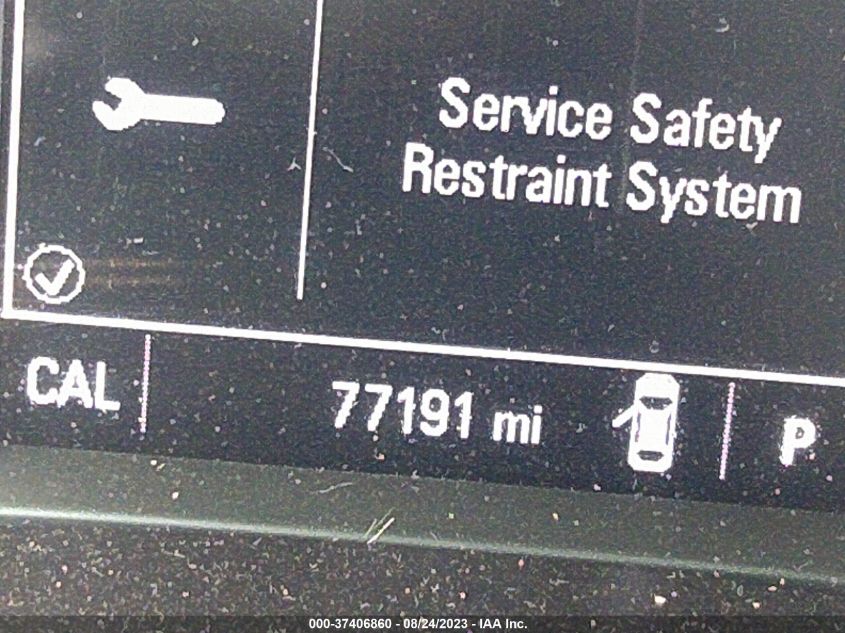 Service Safety
Restraint System
CAL 77191 mi P
000-37406860 - 08/24/2023 - IAA Inc.